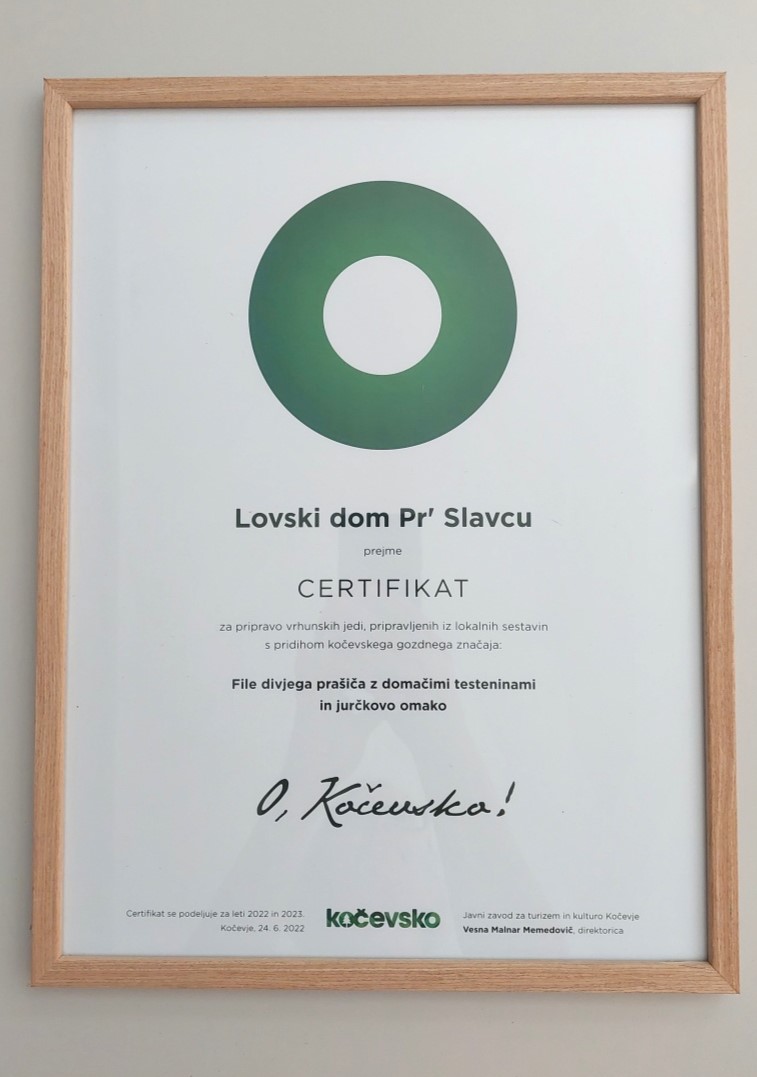 Lovski dom Pr' Slavcu
prejme
CERTIFIKAT
za pripravo vrhunskih jedi, pripravljenih iz lokalnih sestavin
s pridihom kočevskega gozdnega značaja:
File divjega prašiča z domačimi testeninami
in jurčkovo omako
O, Kočevsko!
Certifikat se podeljuje za leti 2022 in 2023.
Kočevje, 24. 6. 2022
kočevsko
Javni zavod za turizem in kulturo Kočevje
Vesna Malnar Memedovič, direktorica